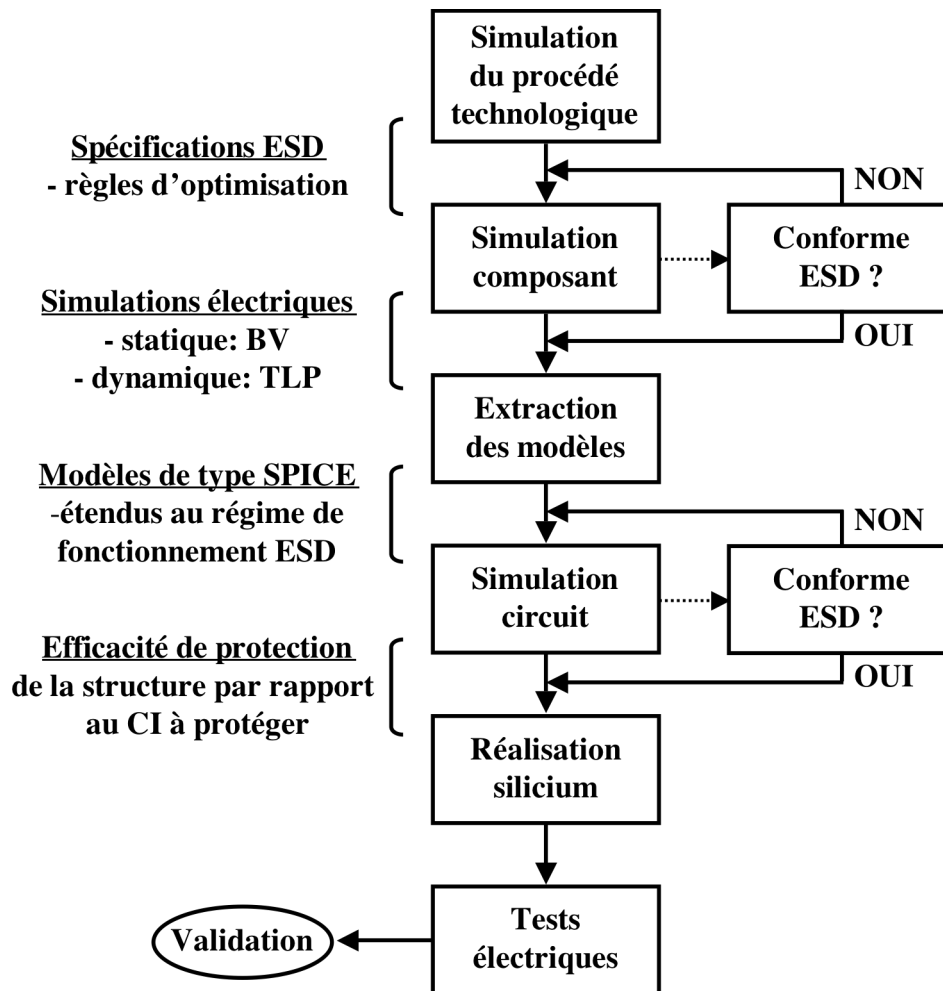 Simulation
du procédé
technologique
Spécifications ESD
- règles d'optimisation
NON
Simulation
composant
Conforme
ESD ?
Simulations électriques
- statique: BV
- dynamique: TLP
OUI
Extraction
des modèles
Modèles de type SPICE
-étendus au régime de
fonctionnement ESD
NON
Simulation
circuit
Conforme
ESD ?
Efficacité de protection
de la structure par rapport
au CI à protéger
OUI
Réalisation
silicium
Tests
électriques
Validation